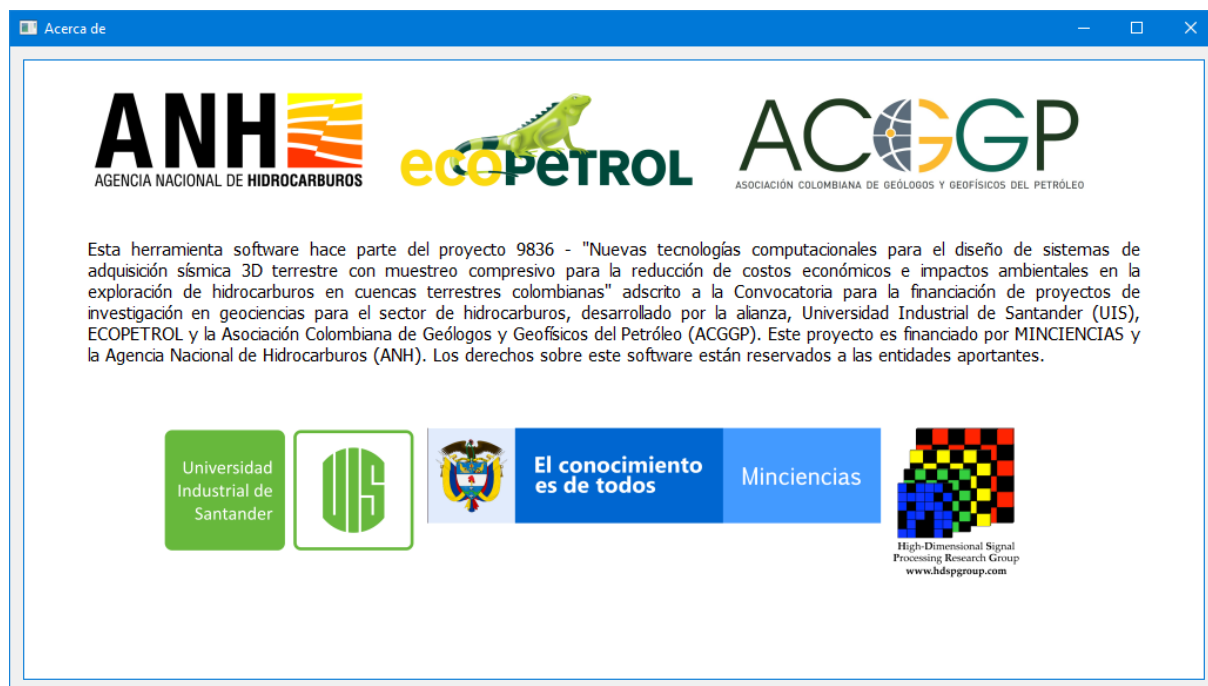 Acerca de
ANH
AGENCIA NACIONAL DE HIDROCARBUROS
ecopetrol
ACGGP
ASOCIACIÓN COLOMBIANA DE GEÓLOGOS Y GEOFÍSICOS DEL PETRÓLEO
Esta herramienta software hace parte del proyecto 9836 - "Nuevas tecnologías computacionales para el diseño de sistemas de
adquisición sísmica 3D terrestre con muestreo compresivo para la reducción de costos económicos e impactos ambientales en la
exploración de hidrocarburos en cuencas terrestres colombianas" adscrito a la Convocatoria para la financiación de proyectos de
investigación en geociencias para el sector de hidrocarburos, desarrollado por la alianza, Universidad Industrial de Santander (UIS),
ECOPETROL y la Asociación Colombiana de Geólogos y Geofísicos del Petróleo (ACGGP). Este proyecto es financiado por MINCIENCIAS y
la Agencia Nacional de Hidrocarburos (ANH). Los derechos sobre este software están reservados a las entidades aportantes.
Universidad
Industrial de
Santander
UIS
El conocimiento
es de todos
Minciencias
High-Dimensional Signal
Processing Research Group
www.hdspgroup.com